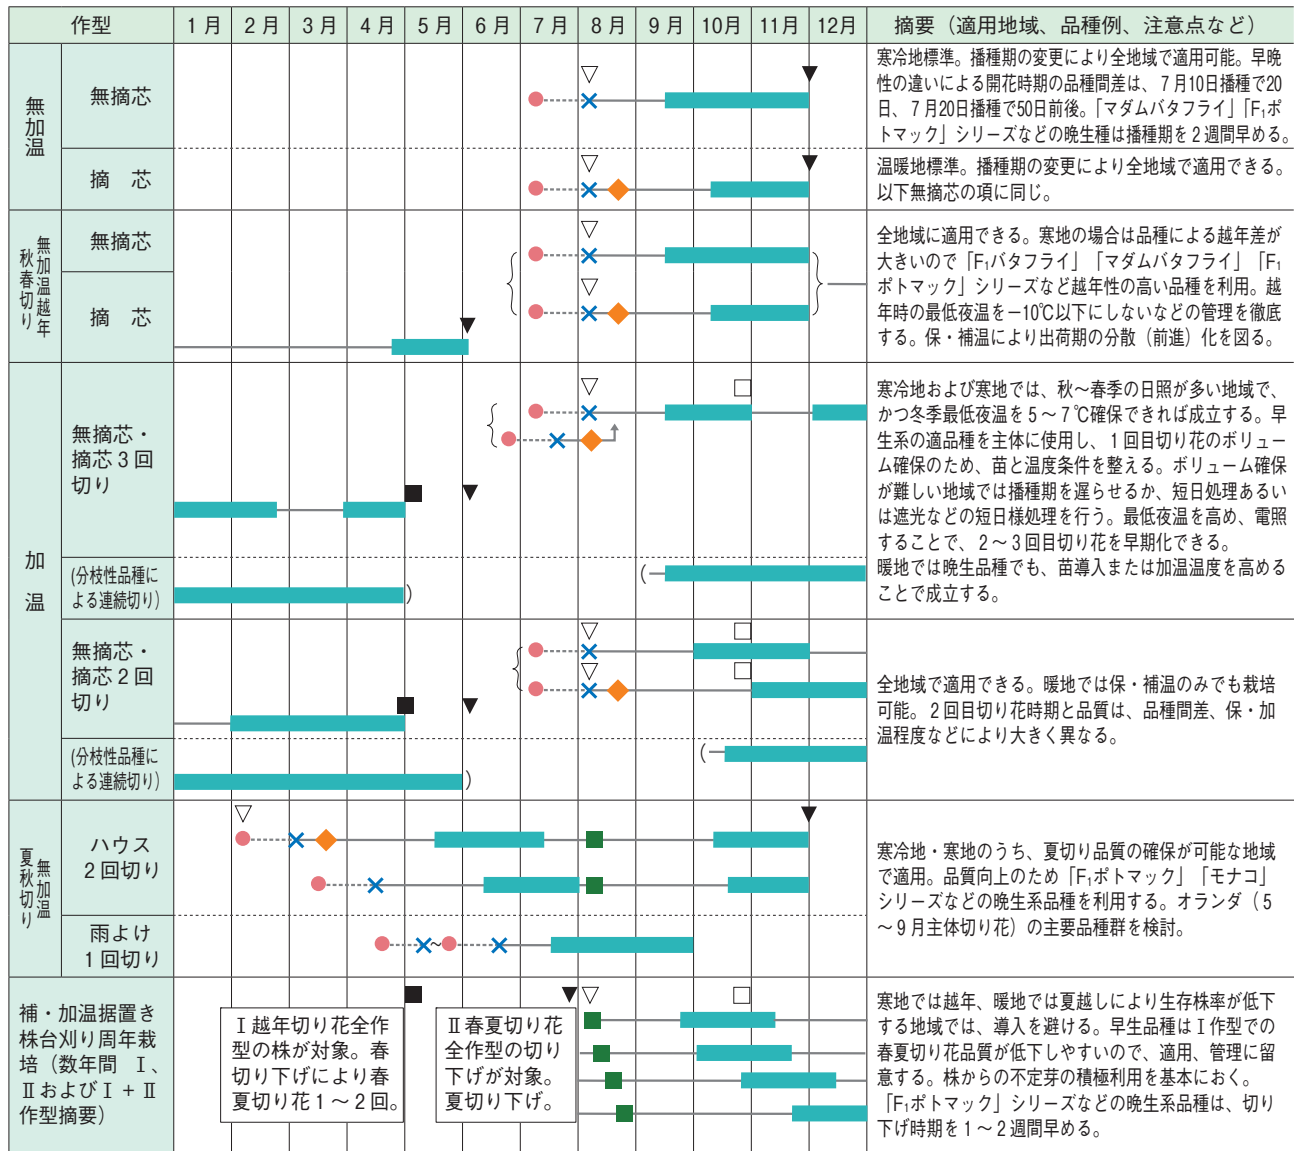 作型
1月
2月
3月
4月
5月
6月
7月
8月
9月
10月
11月
12月
摘要（適用地域、品種例、注意点など）
無加温
無摘芯
寒冷地標準。播種期の変更により全地域で適用可能。早晩
性の違いによる開花時期の品種間差は、7月10日播種で20
日、7月20日播種で50日前後。「マダムバタフライ」「F₁ポ
トマック」シリーズなどの晩生種は播種期を2週間早める。
摘　芯
温暖地標準。播種期の変更により全地域で適用できる。
以下無摘芯の項に同じ。
無加温越年
秋春切り
無摘芯
摘　芯
全地域に適用できる。寒地の場合は品種による越年差が
大きいので「F₁バタフライ」「マダムバタフライ」「F₁
ポトマック」シリーズなど越年性の高い品種を利用。越
年時の最低夜温を－10℃以下にしないなどの管理を徹底
する。保・補温により出荷期の分散（前進）化を図る。
加温
無摘芯・
摘芯3回
切り
(分枝性品種に
よる連続切り)
寒冷地および寒地では、秋～春季の日照が多い地域で、
かつ冬季最低夜温を5～7℃確保できれば成立する。早
生系の適品種を主体に使用し、1回目切り花のボリュー
ム確保のため、苗と温度条件を整える。ボリューム確保
が難しい地域では播種期を遅らせるか、短日処理あるい
は遮光などの短日様処理を行う。最低夜温を高め、電照
することで、2～3回目切り花を早期化できる。
暖地では晩生品種でも、苗導入または加温温度を高める
ことで成立する。
無摘芯・
摘芯2回
切り
(分枝性品種に
よる連続切り)
全地域で適用できる。暖地では保・補温のみでも栽培
可能。2回目切り花時期と品質は、品種間差、保・加
温程度などにより大きく異なる。
無加温
夏秋切り
ハウス
2回切り
雨よけ
1回切り
～
寒冷地・寒地のうち、夏切り品質の確保が可能な地域
で適用。品質向上のため「F₁ポトマック」「モナコ」
シリーズなどの晩生系品種を利用する。オランダ（5
～9月主体切り花）の主要品種群を検討。
補・加温据置き
株台刈り周年栽
培（数年間　Ⅰ、
ⅡおよびⅠ＋Ⅱ
作型摘要）
Ⅰ越年切り花全作
型の株が対象。春
切り下げにより春
夏切り花1～2回。
Ⅱ春夏切り花
全作型の切り
下げが対象。
夏切り下げ。
寒地では越年、暖地では夏越しにより生存株率が低下
する地域では、導入を避ける。早生品種はⅠ作型での
春夏切り花品質が低下しやすいので、適用、管理に留
意する。株からの不定芽の積極利用を基本におく。
「F₁ポトマック」シリーズなどの晩生系品種は、切り
下げ時期を1～2週間早める。